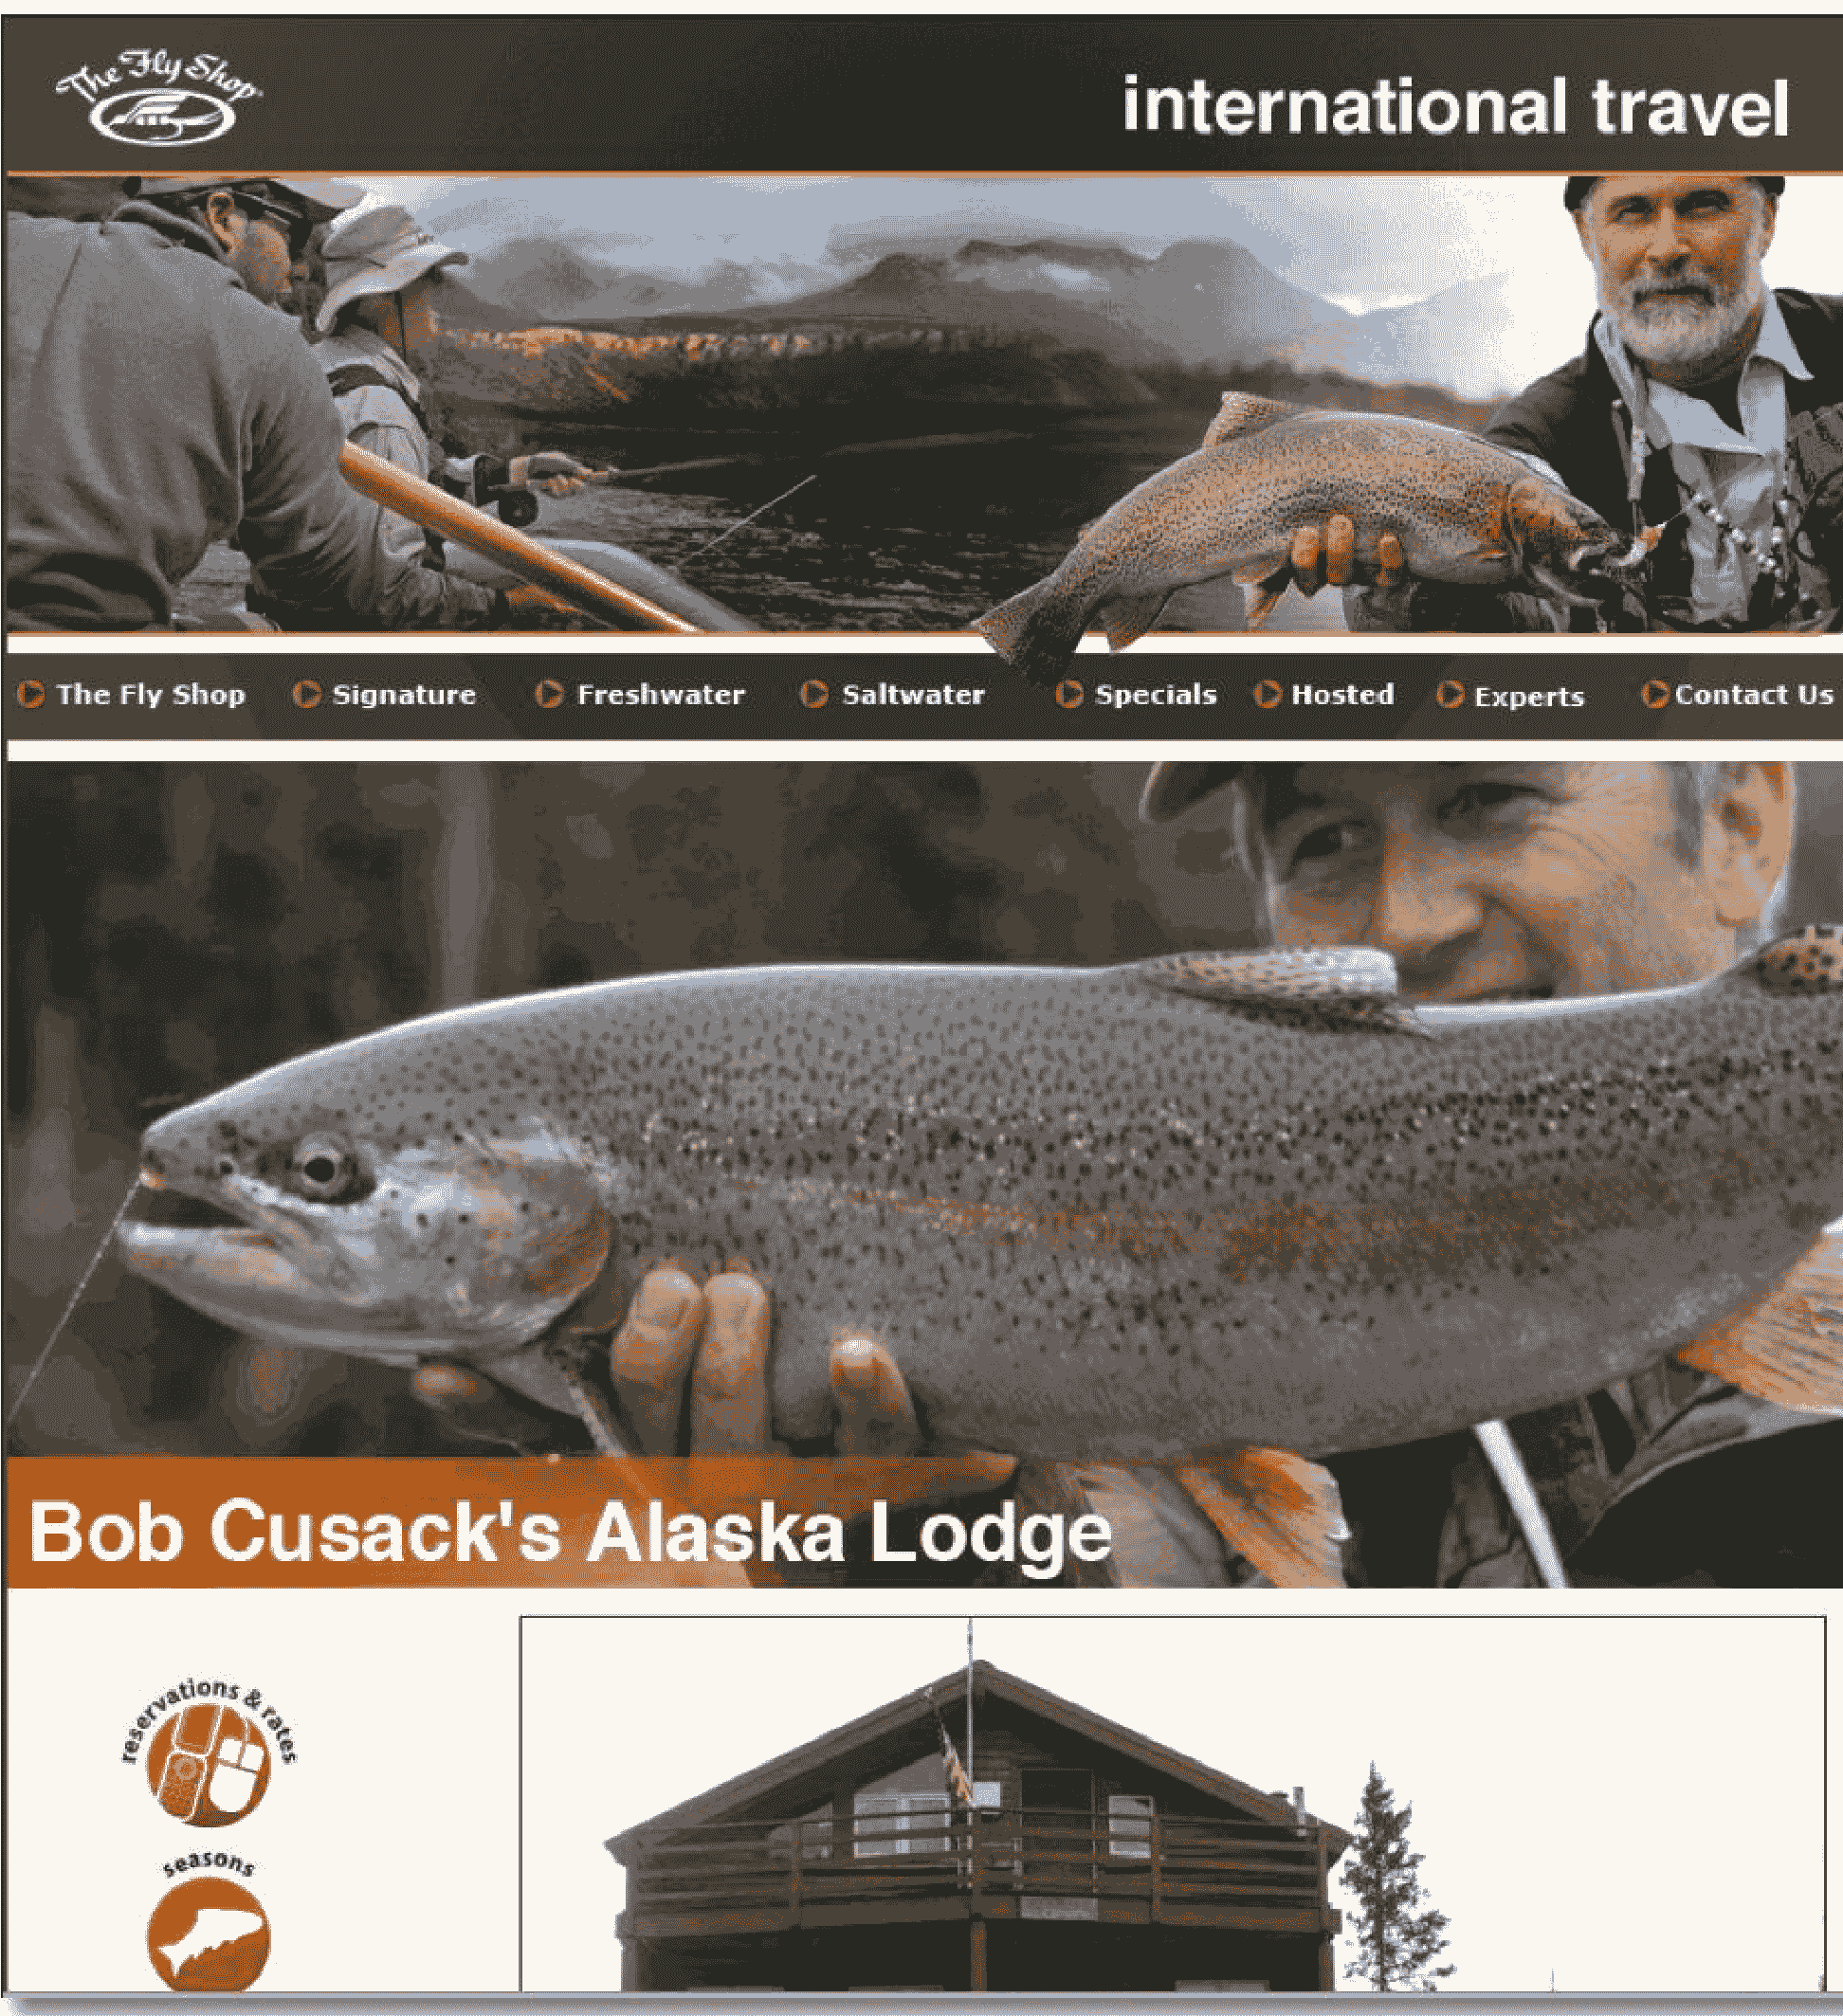 The Fly Shop
international travel
The Fly Shop Signature Freshwater Saltwater Specials Hosted Experts Contact Us
Bob Cusack's Alaska Lodge
reservations & rates
seasons